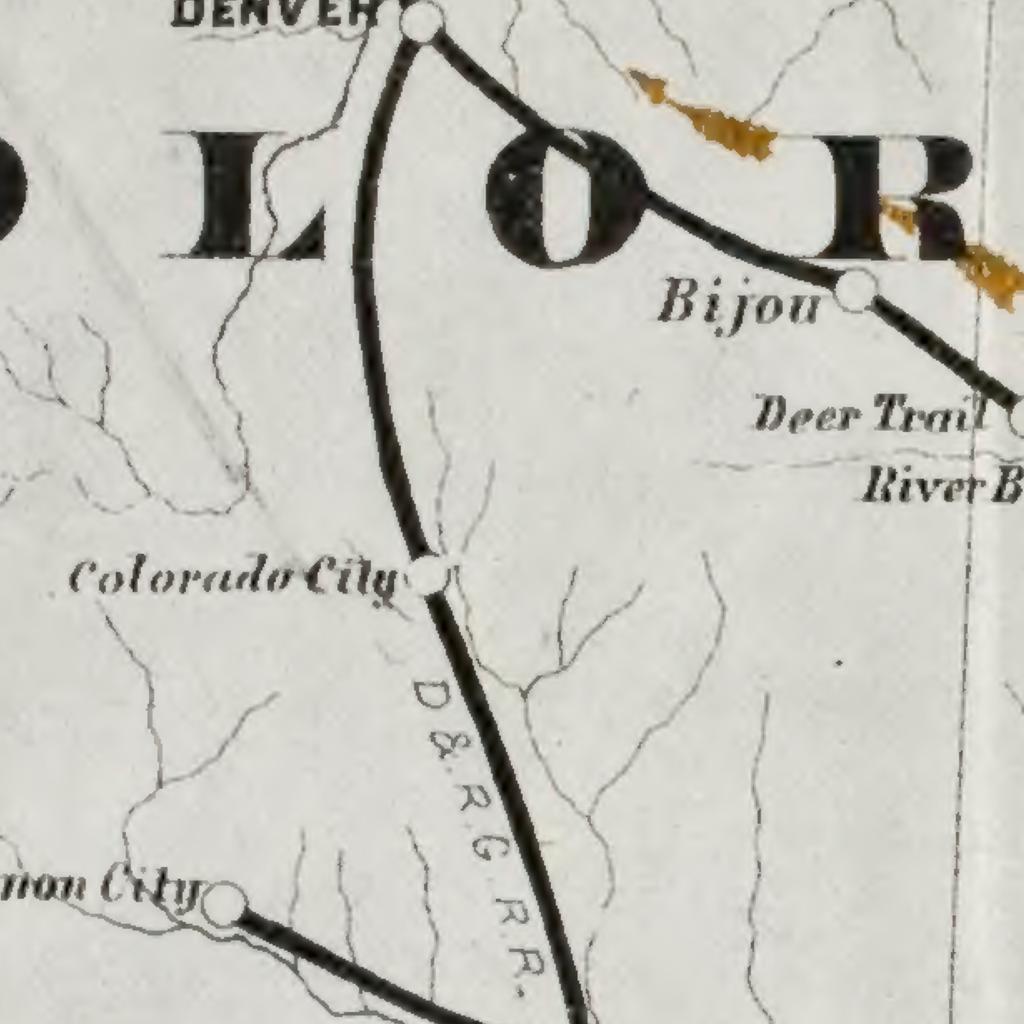 DENVER
O L O R
Bijou
Deer Trail
River B
Colorado City
D & R. G. R R.
non City